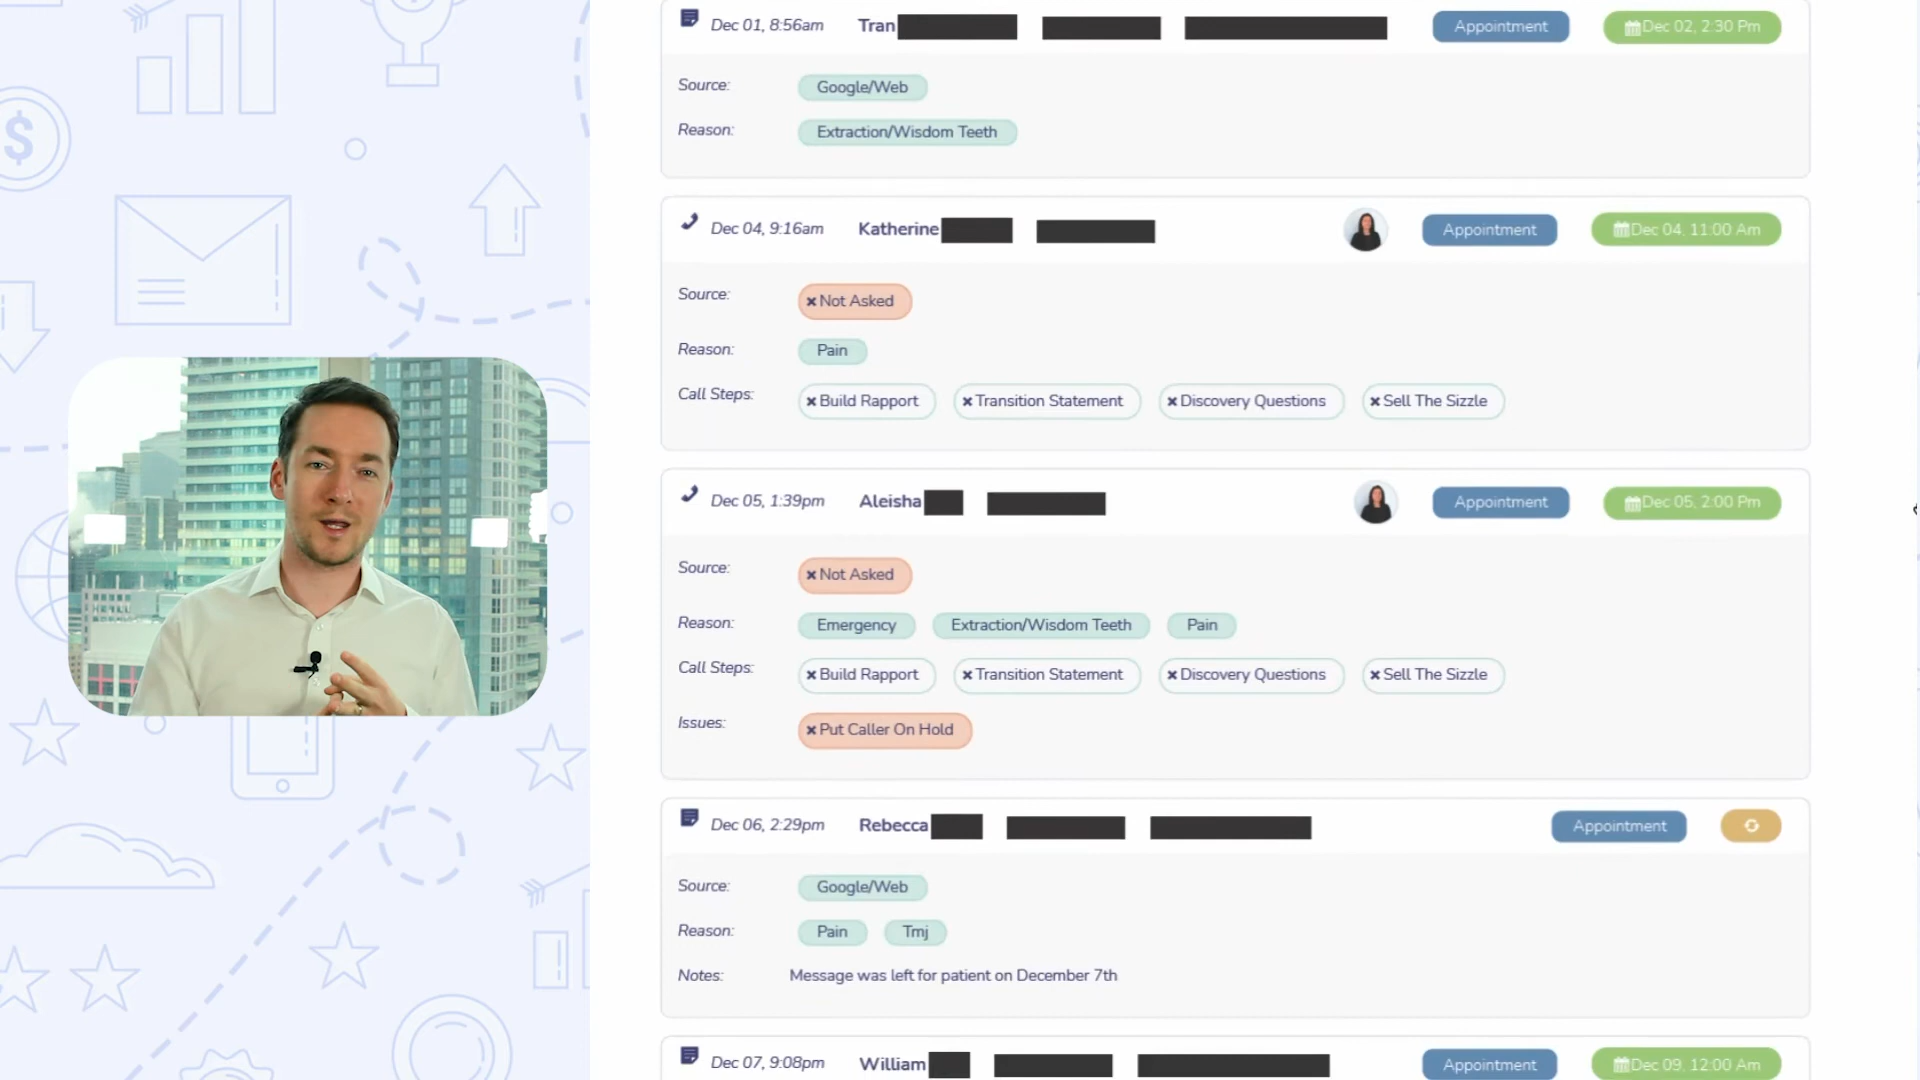 Dec 01, 8:56am Tran Appointment Dec 02, 2:30 Pm
Source: Google/Web
Reason: Extraction/Wisdom Teeth
Dec 04, 9:16am Katherine Appointment Dec 04, 11:00 Am
Source: Not Asked
Reason: Pain
Call Steps: Build Rapport Transition Statement Discovery Questions Sell The Sizzle
Dec 05, 1:39pm Aleisha Appointment Dec 05, 2:00 Pm
Source: Not Asked
Reason: Emergency Extraction/Wisdom Teeth Pain
Call Steps: Build Rapport Transition Statement Discovery Questions Sell The Sizzle
Issues: Put Caller On Hold
Dec 06, 2:29pm Rebecca Appointment
Source: Google/Web
Reason: Pain Tmj
Notes: Message was left for patient on December 7th
Dec 07, 9:08pm William Appointment Dec 09, 12:00 Am